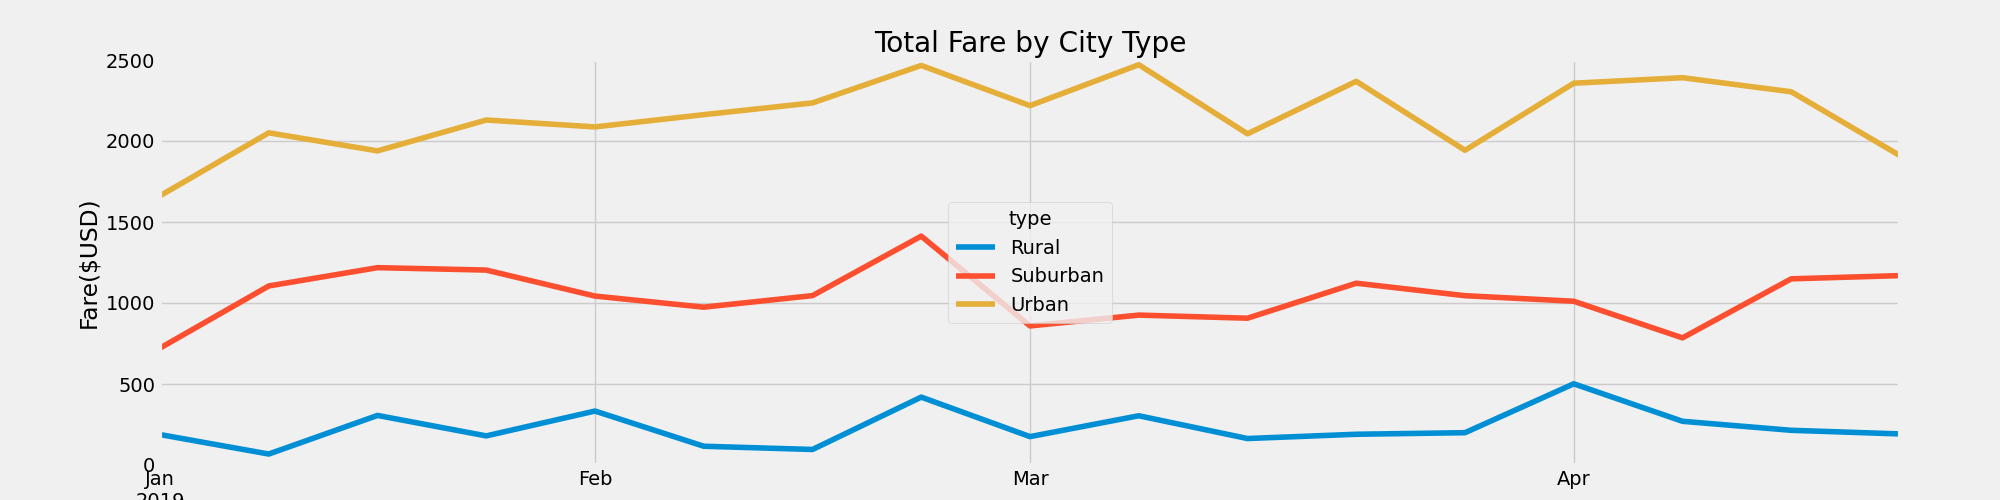 Total Fare by City Type
Fare($USD)
2500
2000
1500
1000
500
0
type
Rural
Suburban
Urban
Jan Feb Mar Apr
2019